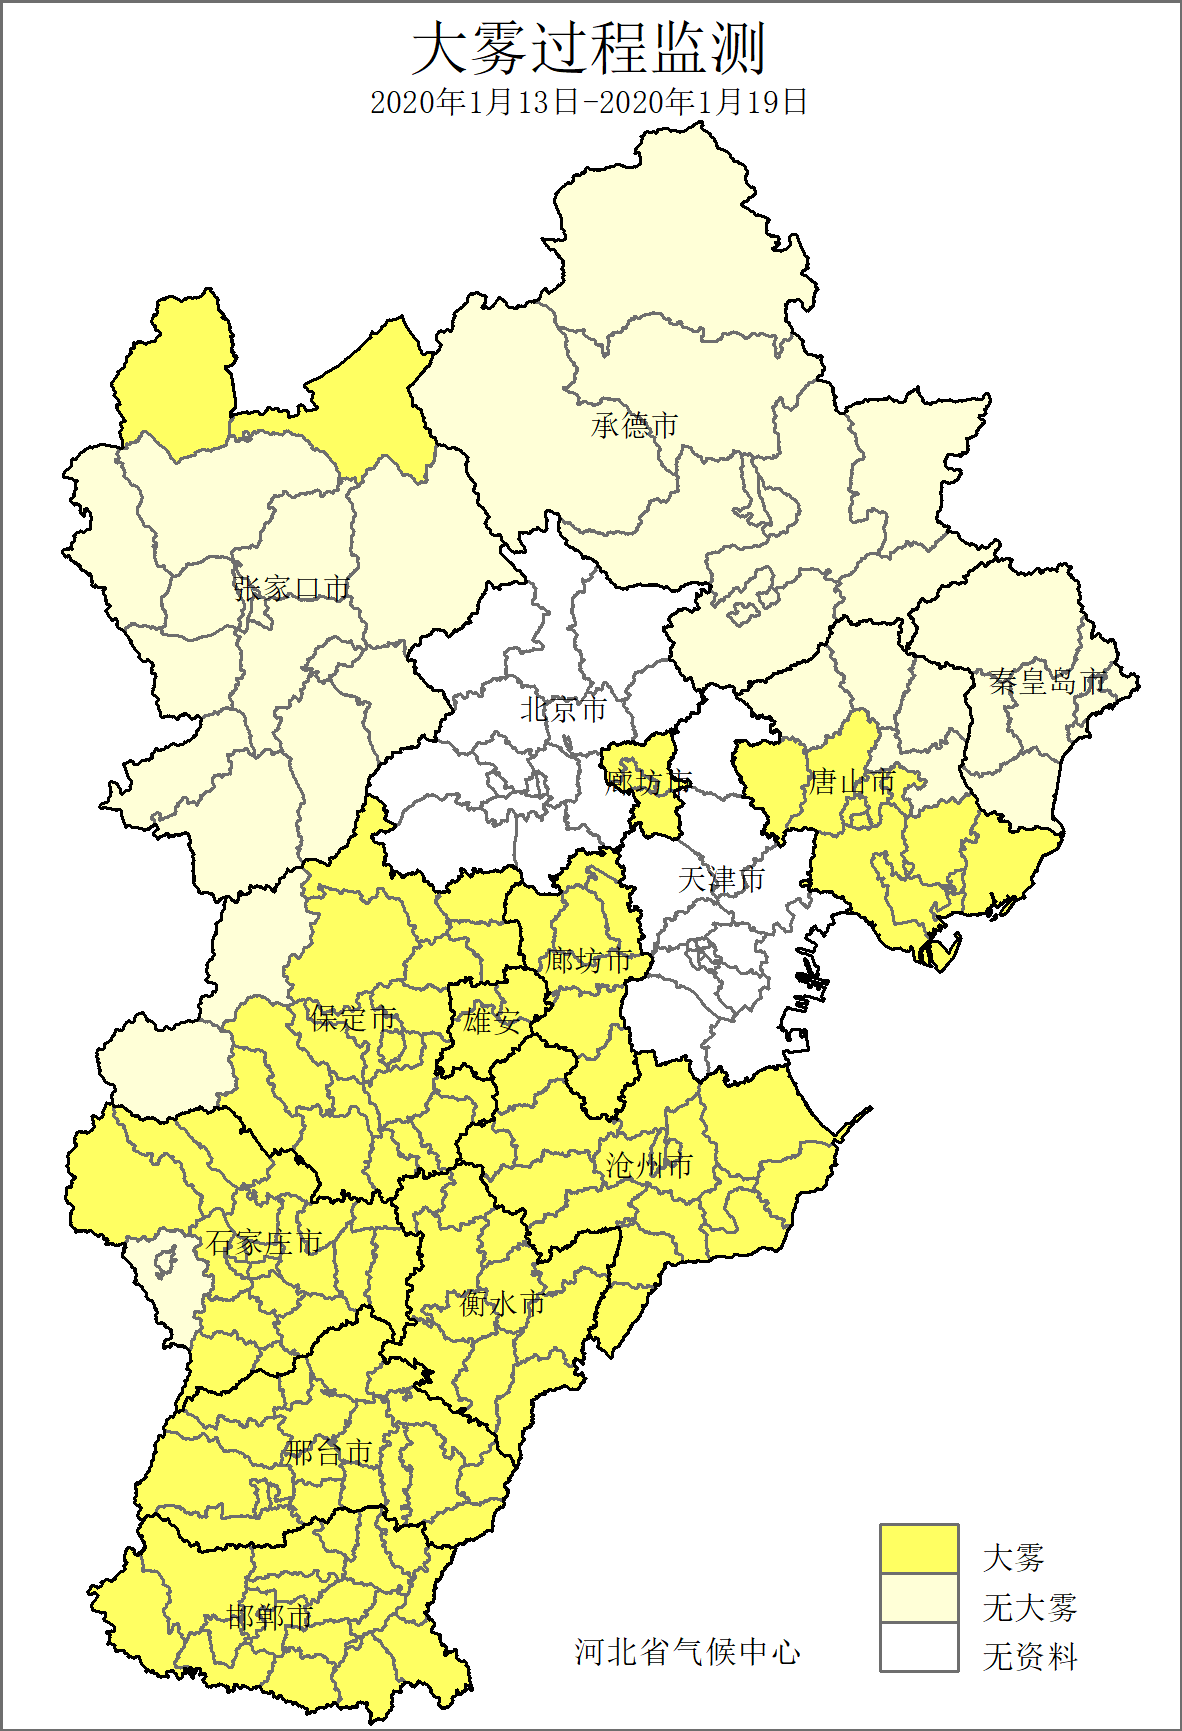 大雾过程监测
2020年1月13日-2020年1月19日
承德市
张家口市
秦皇岛市
北京市
廊坊市
唐山市
天津市
廊坊市
保定市
雄安
沧州市
石家庄市
衡水市
邢台市
邯郸市
大雾
无大雾
无资料
河北省气候中心